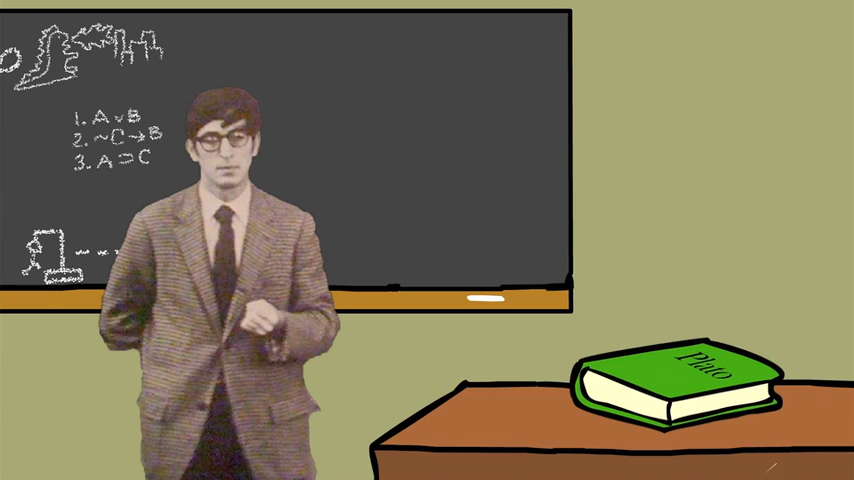 1. A ∨ B
2. ~C → B
3. A ⊃ C
Plato